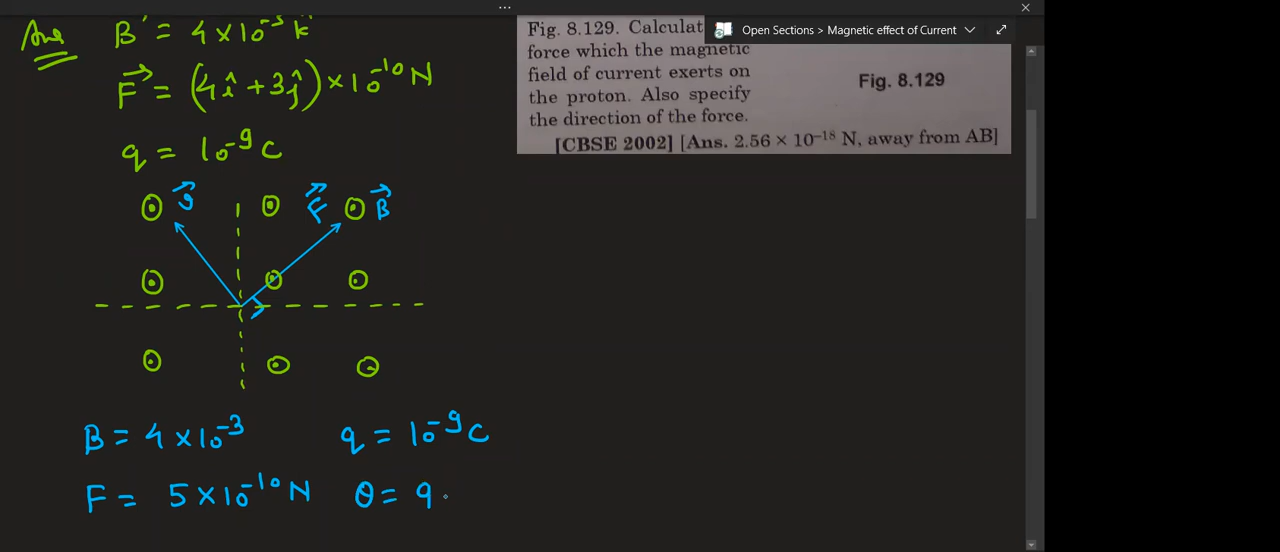 Ans B⃗ = 4 × 10⁻³ k̂
F⃗ = (4î + 3ĵ) × 10⁻¹⁰ N
q = 10⁻⁹ C
F⃗ B⃗
B = 4 × 10⁻³ q = 10⁻⁹ C
F = 5 × 10⁻¹⁰ N θ = 9
Fig. 8.129. Calculat
force which the magnetic
field of current exerts on
the proton. Also specify
the direction of the force.
[CBSE 2002] [Ans. 2.56 × 10⁻¹⁸ N, away from AB]
Fig. 8.129
Open Sections > Magnetic effect of Current